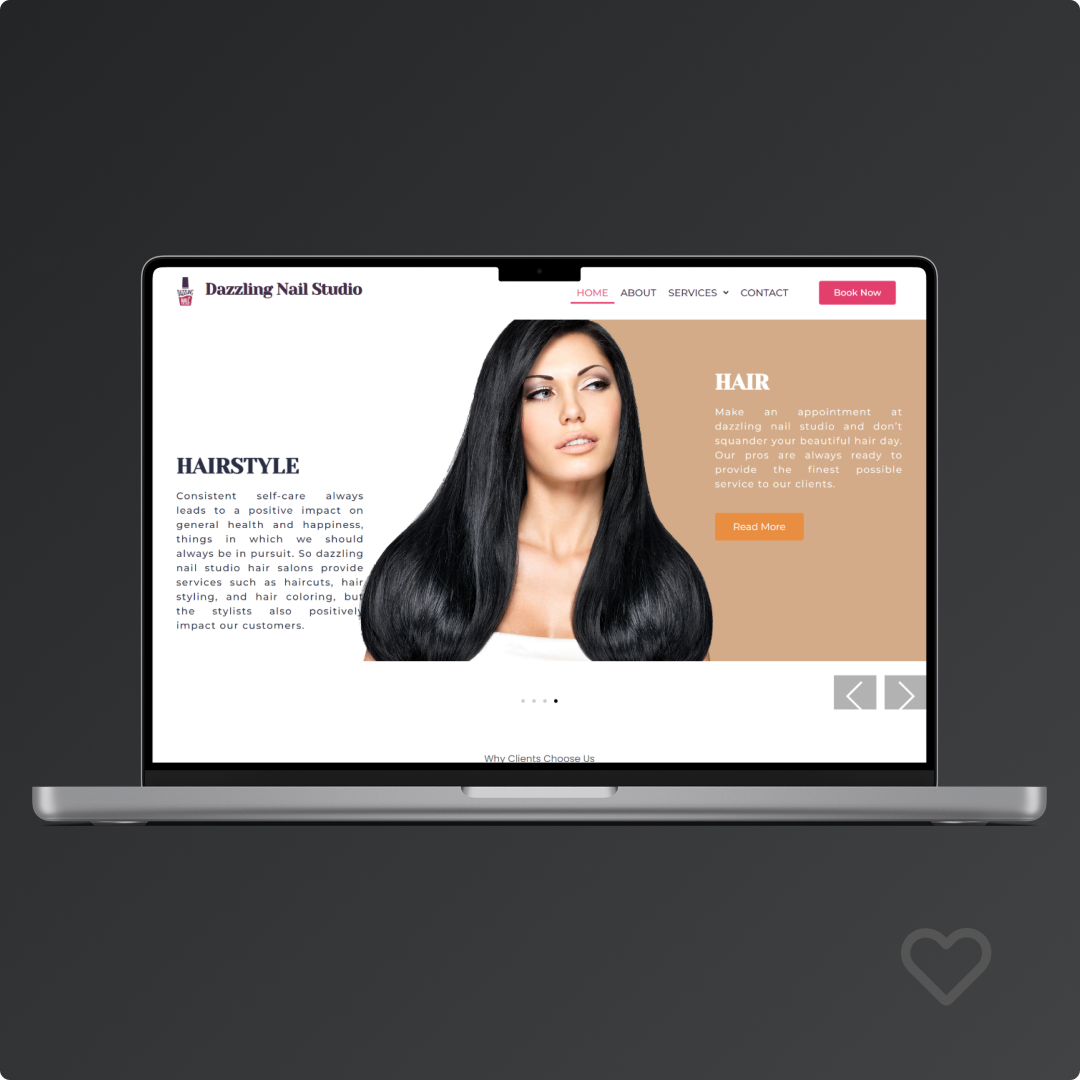 Dazzling Nail Studio
HOME ABOUT SERVICES CONTACT Book Now
HAIRSTYLE
Consistent self-care always
leads to a positive impact on
general health and happiness,
things in which we should
always be in pursuit. So dazzling
nail studio hair salons provide
services such as haircuts, hair
styling, and hair coloring, but
the stylists also positively
impact our customers.
HAIR
Make an appointment at
dazzling nail studio and don't
squander your beautiful hair day.
Our pros are always ready to
provide the finest possible
service to our clients.
Read More
Why Clients Choose Us